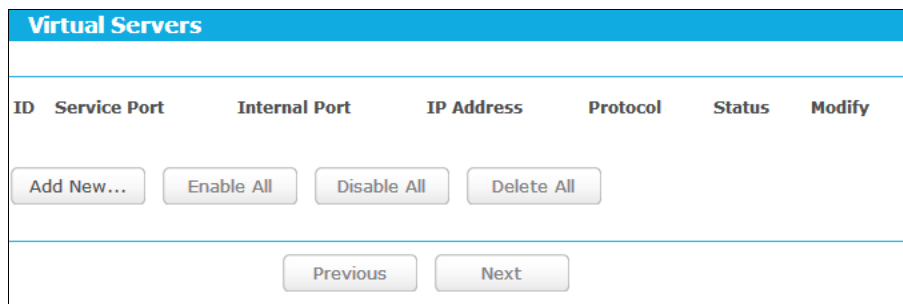 Virtual Servers
ID Service Port Internal Port IP Address Protocol Status Modify
Add New... Enable All Disable All Delete All
Previous Next